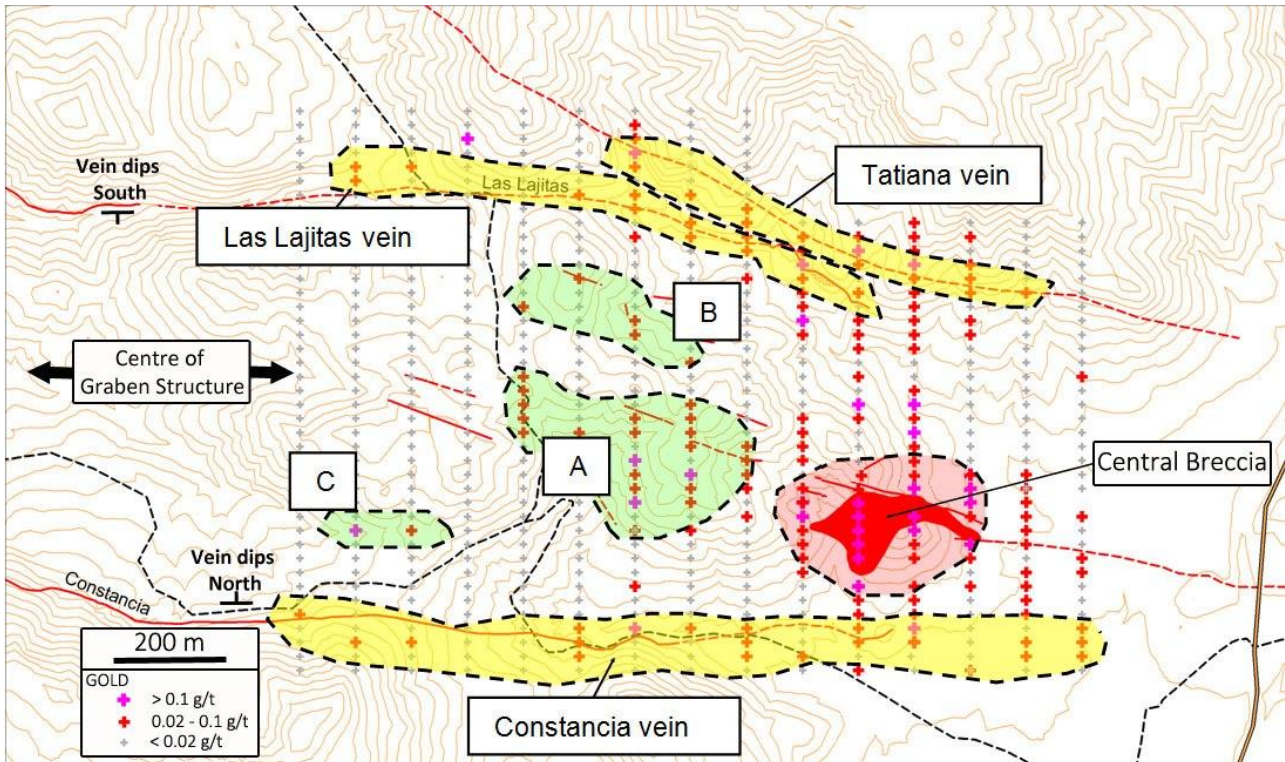 Vein dips
South
Las Lajitas
Tatiana vein
Las Lajitas vein
B
Centre of
Graben Structure
A
Central Breccia
C
Vein dips
North
Constancia
200 m
GOLD
> 0.1 g/t
0.02 - 0.1 g/t
< 0.02 g/t
Constancia vein